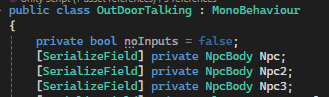 public class OutDoorTalking : MonoBehaviour
{
private bool noInputs = false;
[SerializeField] private NpcBody Npc;
[SerializeField] private NpcBody Npc2;
[SerializeField] private NpcBody Npc3;